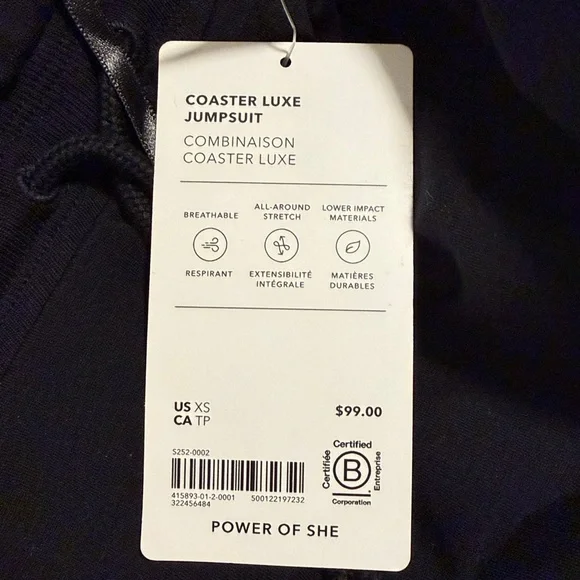 COASTER LUXE
JUMPSUIT
COMBINAISON
COASTER LUXE
BREATHABLE
RESPIRANT
ALL-AROUND
STRETCH
EXTENSIBILITÉ
INTÉGRALE
LOWER IMPACT
MATERIALS
MATIÈRES
DURABLES
US XS
CA TP
$99.00
S252-0002
415893-01-2-0001 500122197232
322456484
Certified
Certifiée
B
Entreprise
Corporation
POWER OF SHE